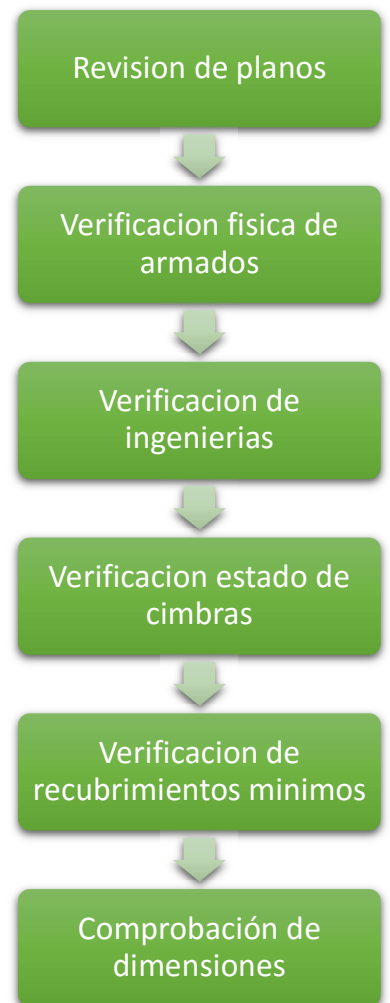 Revision de planos
Verificacion fisica de
armados
Verificacion de
ingenierias
Verificacion estado de
cimbras
Verificacion de
recubrimientos minimos
Comprobación de
dimensiones